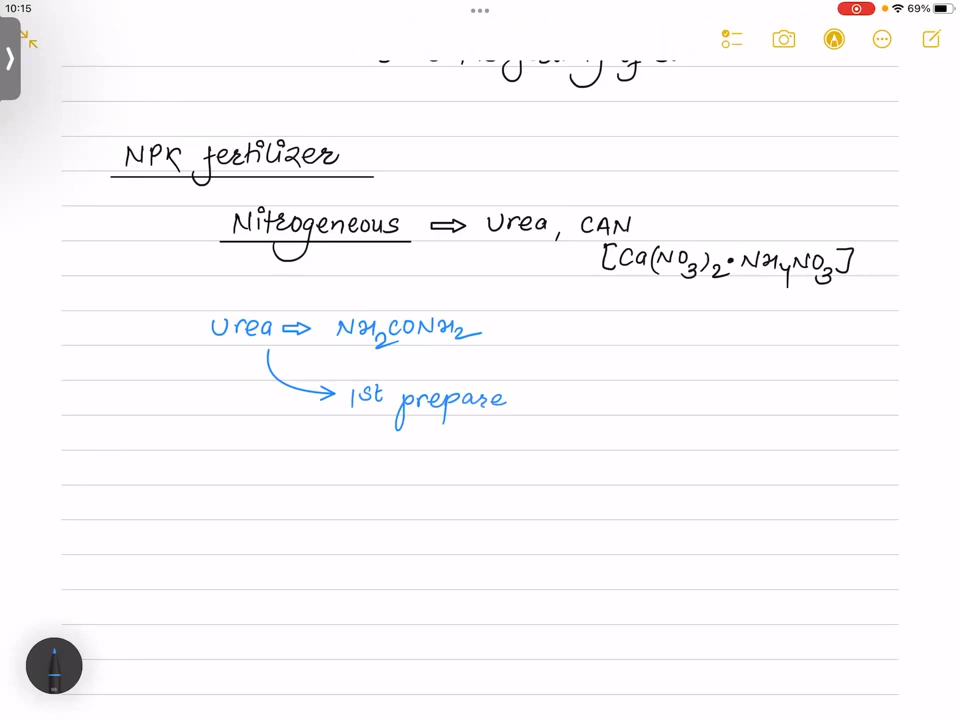 10:15
69%
NPK fertilizer
Nitrogeneous ⇒ Urea, CAN
[Ca(NO3)2•NH4NO3]
Urea ⇒ NH2CONH2
1st prepare